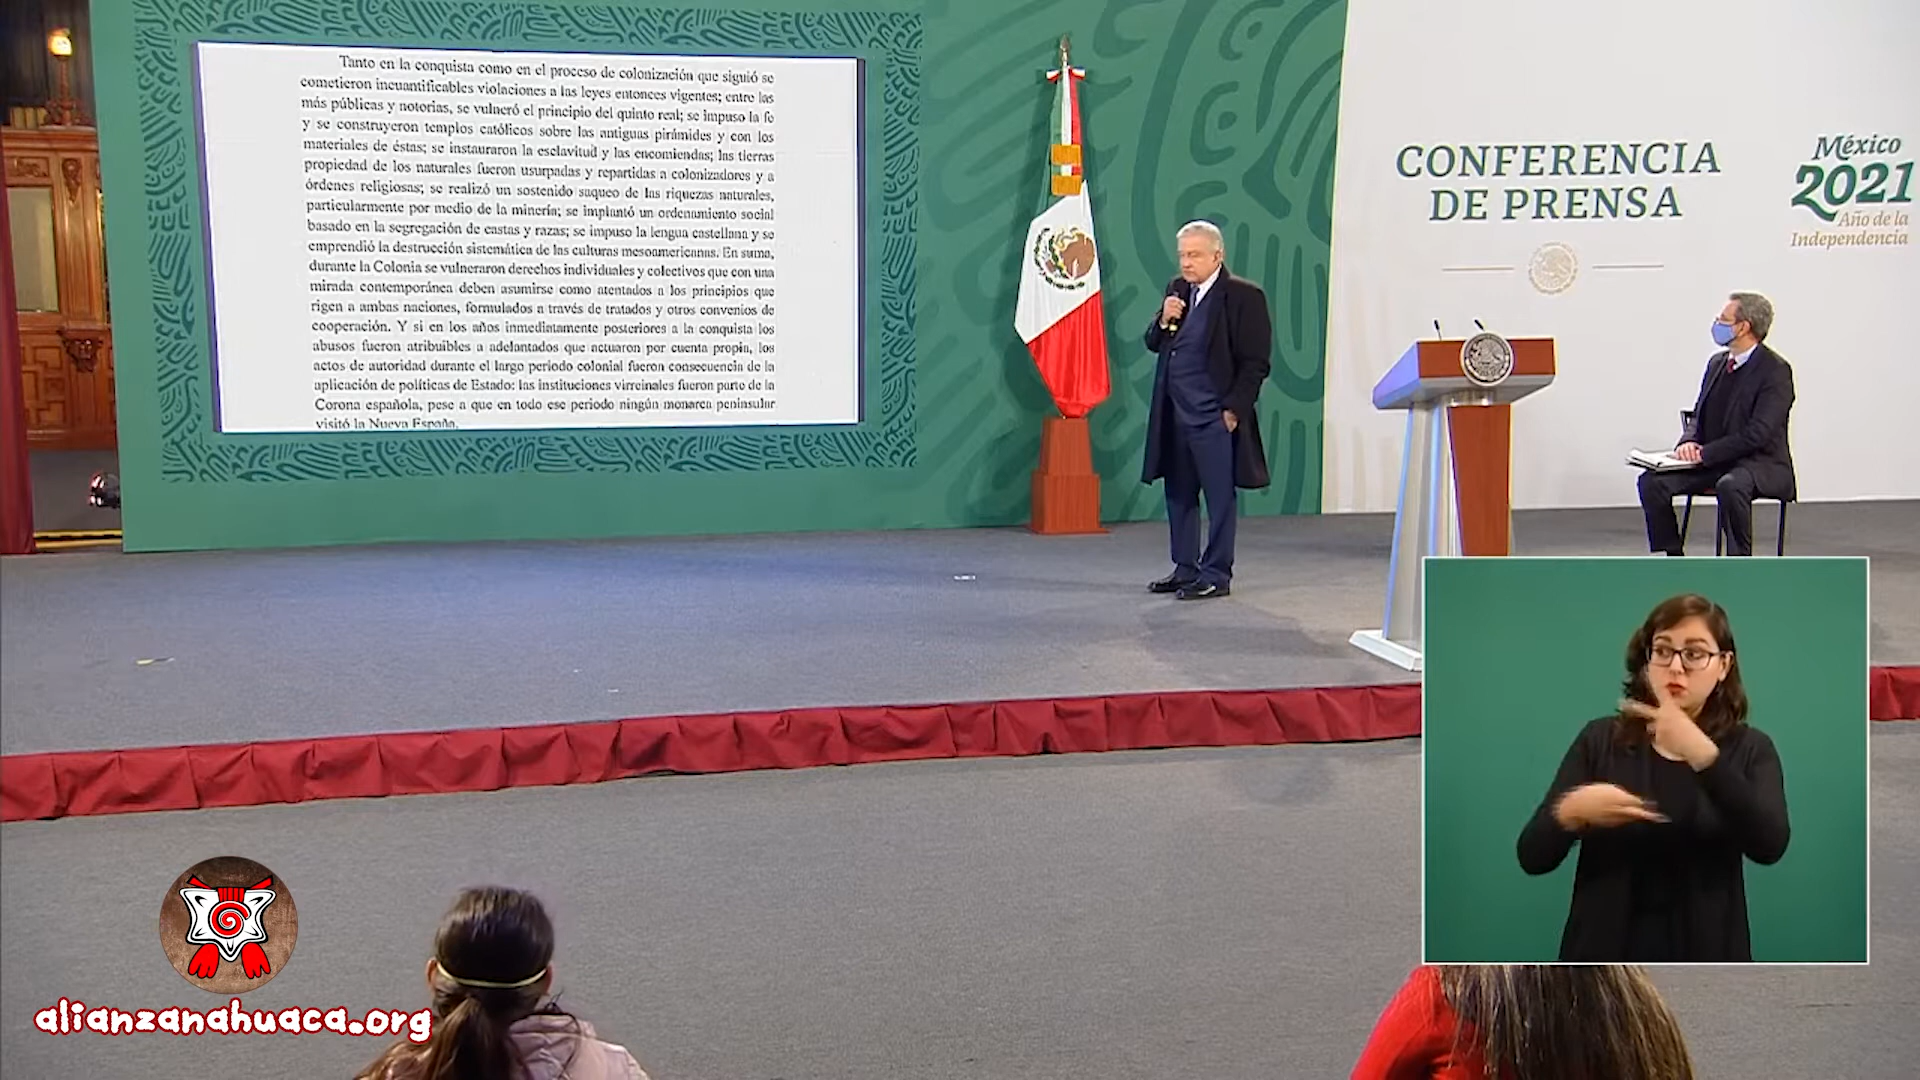 Tanto en la conquista como en el proceso de colonización que siguió se
cometieron incuantificables violaciones a las leyes entonces vigentes; entre las
más públicas y notorias, se vulneró el principio del quinto real; se impuso la fe
y se construyeron templos católicos sobre las antiguas pirámides y con los
materiales de éstas; se instauraron la esclavitud y las encomiendas; las tierras
propiedad de los naturales fueron usurpadas y repartidas a colonizadores y a
órdenes religiosas; se realizó un sostenido saqueo de las riquezas naturales,
particularmente por medio de la minería; se implantó un ordenamiento social
basado en la segregación de castas y razas; se impuso la lengua castellana y se
emprendió la destrucción sistemática de las culturas mesoamericanas. En suma,
durante la Colonia se vulneraron derechos individuales y colectivos que con una
mirada contemporánea deben asumirse como atentados a los principios que
rigen a ambas naciones, formulados a través de tratados y otros convenios de
cooperación. Y si en los años inmediatamente posteriores a la conquista los
abusos fueron atribuibles a adelantados que actuaron por cuenta propia, los
actos de autoridad durante el largo periodo colonial fueron consecuencia de la
aplicación de políticas de Estado: las instituciones virreinales fueron parte de la
Corona española, pese a que en todo ese periodo ningún monarca peninsular
visitó la Nueva España.
CONFERENCIA
DE PRENSA
México
2021
Año de la
Independencia
alianzanahuaca.org